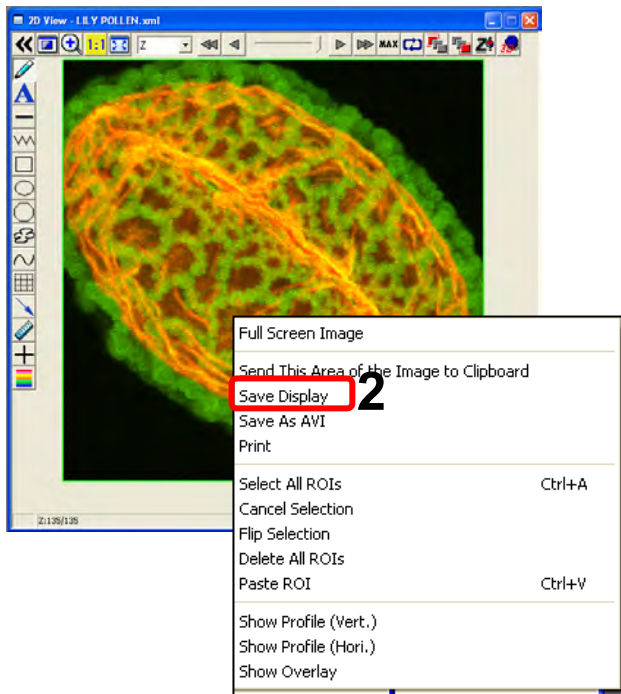 2D View - LILY POLLEN.xml
1:1 Z MAX
A
Full Screen Image
Send This Area of the Image to Clipboard
Save Display 2
Save As AVI
Print
Select All ROIs Ctrl+A
Cancel Selection
Flip Selection
Delete All ROIs
Paste ROI Ctrl+V
Show Profile (Vert.)
Show Profile (Hori.)
Show Overlay
Z:135/135